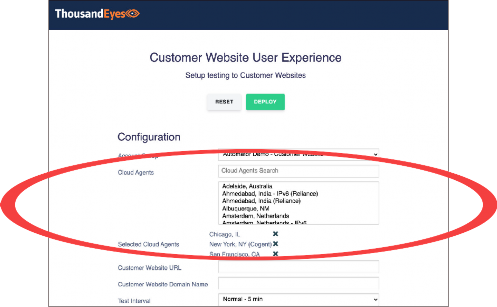 ThousandEyes
Customer Website User Experience
Setup testing to Customer Websites
RESET DEPLOY
Configuration
Cloud Agents Cloud Agents Search
Adelaide, Australia
Ahmedabad, India - IPv6 (Reliance)
Ahmedabad, India (Reliance)
Albuquerque, NM
Amsterdam, Netherlands
Amsterdam, Netherlands - IPv6
Chicago, IL ✕
Selected Cloud Agents New York, NY (Cogent) ✕
San Francisco, CA ✕
Customer Website URL
Customer Website Domain Name
Test Interval Normal - 5 min